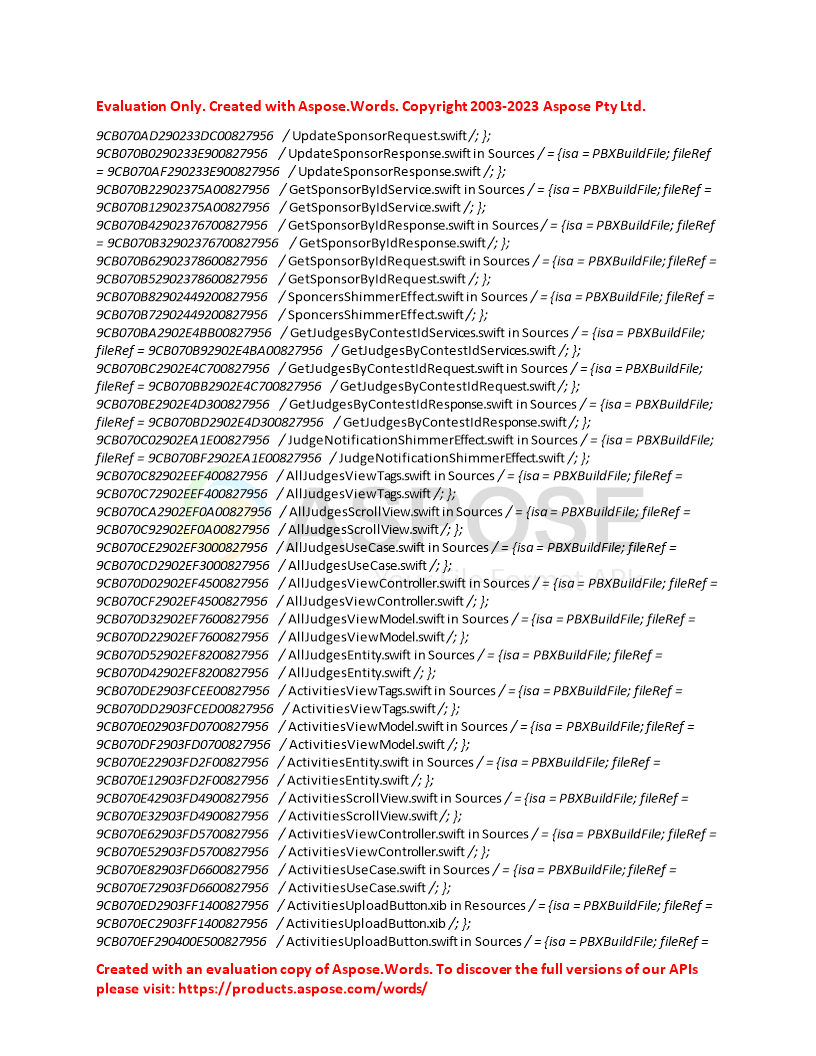 Evaluation Only. Created with Aspose.Words. Copyright 2003-2023 Aspose Pty Ltd.
9CB070AD290233DC00827956 / UpdateSponsorRequest.swift /; };
9CB070B0290233E900827956 / UpdateSponsorResponse.swift in Sources / = {isa = PBXBuildFile; fileRef
= 9CB070AF290233E900827956 / UpdateSponsorResponse.swift /; };
9CB070B22902375A00827956 / GetSponsorByIdService.swift in Sources / = {isa = PBXBuildFile; fileRef =
9CB070B12902375A00827956 / GetSponsorByIdService.swift /; };
9CB070B42902376700827956 / GetSponsorByIdResponse.swift in Sources / = {isa = PBXBuildFile; fileRef
= 9CB070B32902376700827956 / GetSponsorByIdResponse.swift /; };
9CB070B62902378600827956 / GetSponsorByIdRequest.swift in Sources / = {isa = PBXBuildFile; fileRef =
9CB070B52902378600827956 / GetSponsorByIdRequest.swift /; };
9CB070B82902449200827956 / SponcersShimmerEffect.swift in Sources / = {isa = PBXBuildFile; fileRef =
9CB070B72902449200827956 / SponcersShimmerEffect.swift /; };
9CB070BA2902E4BB00827956 / GetJudgesByContestIdServices.swift in Sources / = {isa = PBXBuildFile;
fileRef = 9CB070B92902E4BA00827956 / GetJudgesByContestIdServices.swift /; };
9CB070BC2902E4C700827956 / GetJudgesByContestIdRequest.swift in Sources / = {isa = PBXBuildFile;
fileRef = 9CB070BB2902E4C700827956 / GetJudgesByContestIdRequest.swift /; };
9CB070BE2902E4D300827956 / GetJudgesByContestIdResponse.swift in Sources / = {isa = PBXBuildFile;
fileRef = 9CB070BD2902E4D300827956 / GetJudgesByContestIdResponse.swift /; };
9CB070C02902EA1E00827956 / JudgeNotificationShimmerEffect.swift in Sources / = {isa = PBXBuildFile;
fileRef = 9CB070BF2902EA1E00827956 / JudgeNotificationShimmerEffect.swift /; };
9CB070C82902EEF400827956 / AllJudgesViewTags.swift in Sources / = {isa = PBXBuildFile; fileRef =
9CB070C72902EEF400827956 / AllJudgesViewTags.swift /; };
9CB070CA2902EF0A00827956 / AllJudgesScrollView.swift in Sources / = {isa = PBXBuildFile; fileRef =
9CB070C92902EF0A00827956 / AllJudgesScrollView.swift /; };
9CB070CE2902EF3000827956 / AllJudgesUseCase.swift in Sources / = {isa = PBXBuildFile; fileRef =
9CB070CD2902EF3000827956 / AllJudgesUseCase.swift /; };
9CB070D02902EF4500827956 / AllJudgesViewController.swift in Sources / = {isa = PBXBuildFile; fileRef =
9CB070CF2902EF4500827956 / AllJudgesViewController.swift /; };
9CB070D32902EF7600827956 / AllJudgesViewModel.swift in Sources / = {isa = PBXBuildFile; fileRef =
9CB070D22902EF7600827956 / AllJudgesViewModel.swift /; };
9CB070D52902EF8200827956 / AllJudgesEntity.swift in Sources / = {isa = PBXBuildFile; fileRef =
9CB070D42902EF8200827956 / AllJudgesEntity.swift /; };
9CB070DE2903FCEE00827956 / ActivitiesViewTags.swift in Sources / = {isa = PBXBuildFile; fileRef =
9CB070DD2903FCED00827956 / ActivitiesViewTags.swift /; };
9CB070E02903FD0700827956 / ActivitiesViewModel.swift in Sources / = {isa = PBXBuildFile; fileRef =
9CB070DF2903FD0700827956 / ActivitiesViewModel.swift /; };
9CB070E22903FD2F00827956 / ActivitiesEntity.swift in Sources / = {isa = PBXBuildFile; fileRef =
9CB070E12903FD2F00827956 / ActivitiesEntity.swift /; };
9CB070E42903FD4900827956 / ActivitiesScrollView.swift in Sources / = {isa = PBXBuildFile; fileRef =
9CB070E32903FD4900827956 / ActivitiesScrollView.swift /; };
9CB070E62903FD5700827956 / ActivitiesViewController.swift in Sources / = {isa = PBXBuildFile; fileRef =
9CB070E52903FD5700827956 / ActivitiesViewController.swift /; };
9CB070E82903FD6600827956 / ActivitiesUseCase.swift in Sources / = {isa = PBXBuildFile; fileRef =
9CB070E72903FD6600827956 / ActivitiesUseCase.swift /; };
9CB070ED2903FF1400827956 / ActivitiesUploadButton.xib in Resources / = {isa = PBXBuildFile; fileRef =
9CB070EC2903FF1400827956 / ActivitiesUploadButton.xib /; };
9CB070EF290400E500827956 / ActivitiesUploadButton.swift in Sources / = {isa = PBXBuildFile; fileRef =
ASPOSE
Your File Format APIs
Created with an evaluation copy of Aspose.Words. To discover the full versions of our APIs
please visit: https://products.aspose.com/words/